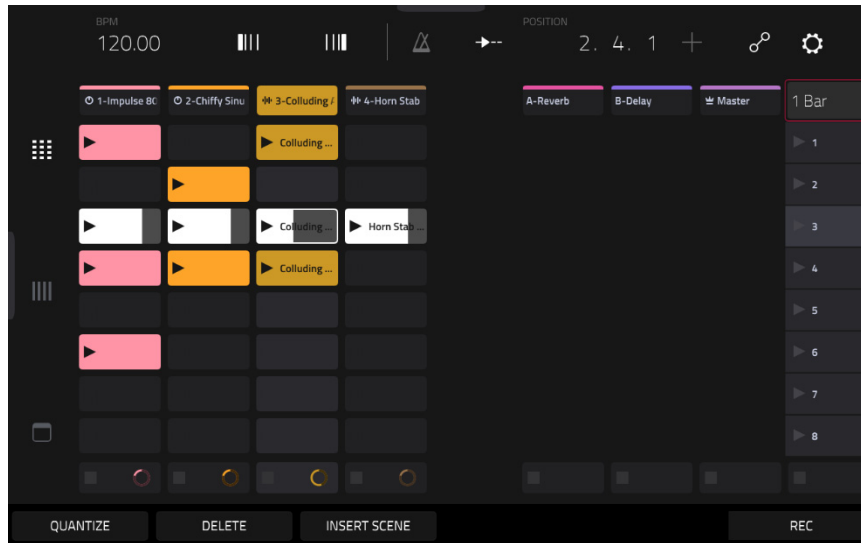 BPM
120.00
POSITION
2. 4. 1
1-Impulse 80
2-Chiffy Sinu
3-Colluding
4-Horn Stab
A-Reverb
B-Delay
Master
1 Bar
Colluding ...
1
2
Colluding ...
Horn Stab ...
3
Colluding ...
4
5
6
7
8
QUANTIZE
DELETE
INSERT SCENE
REC